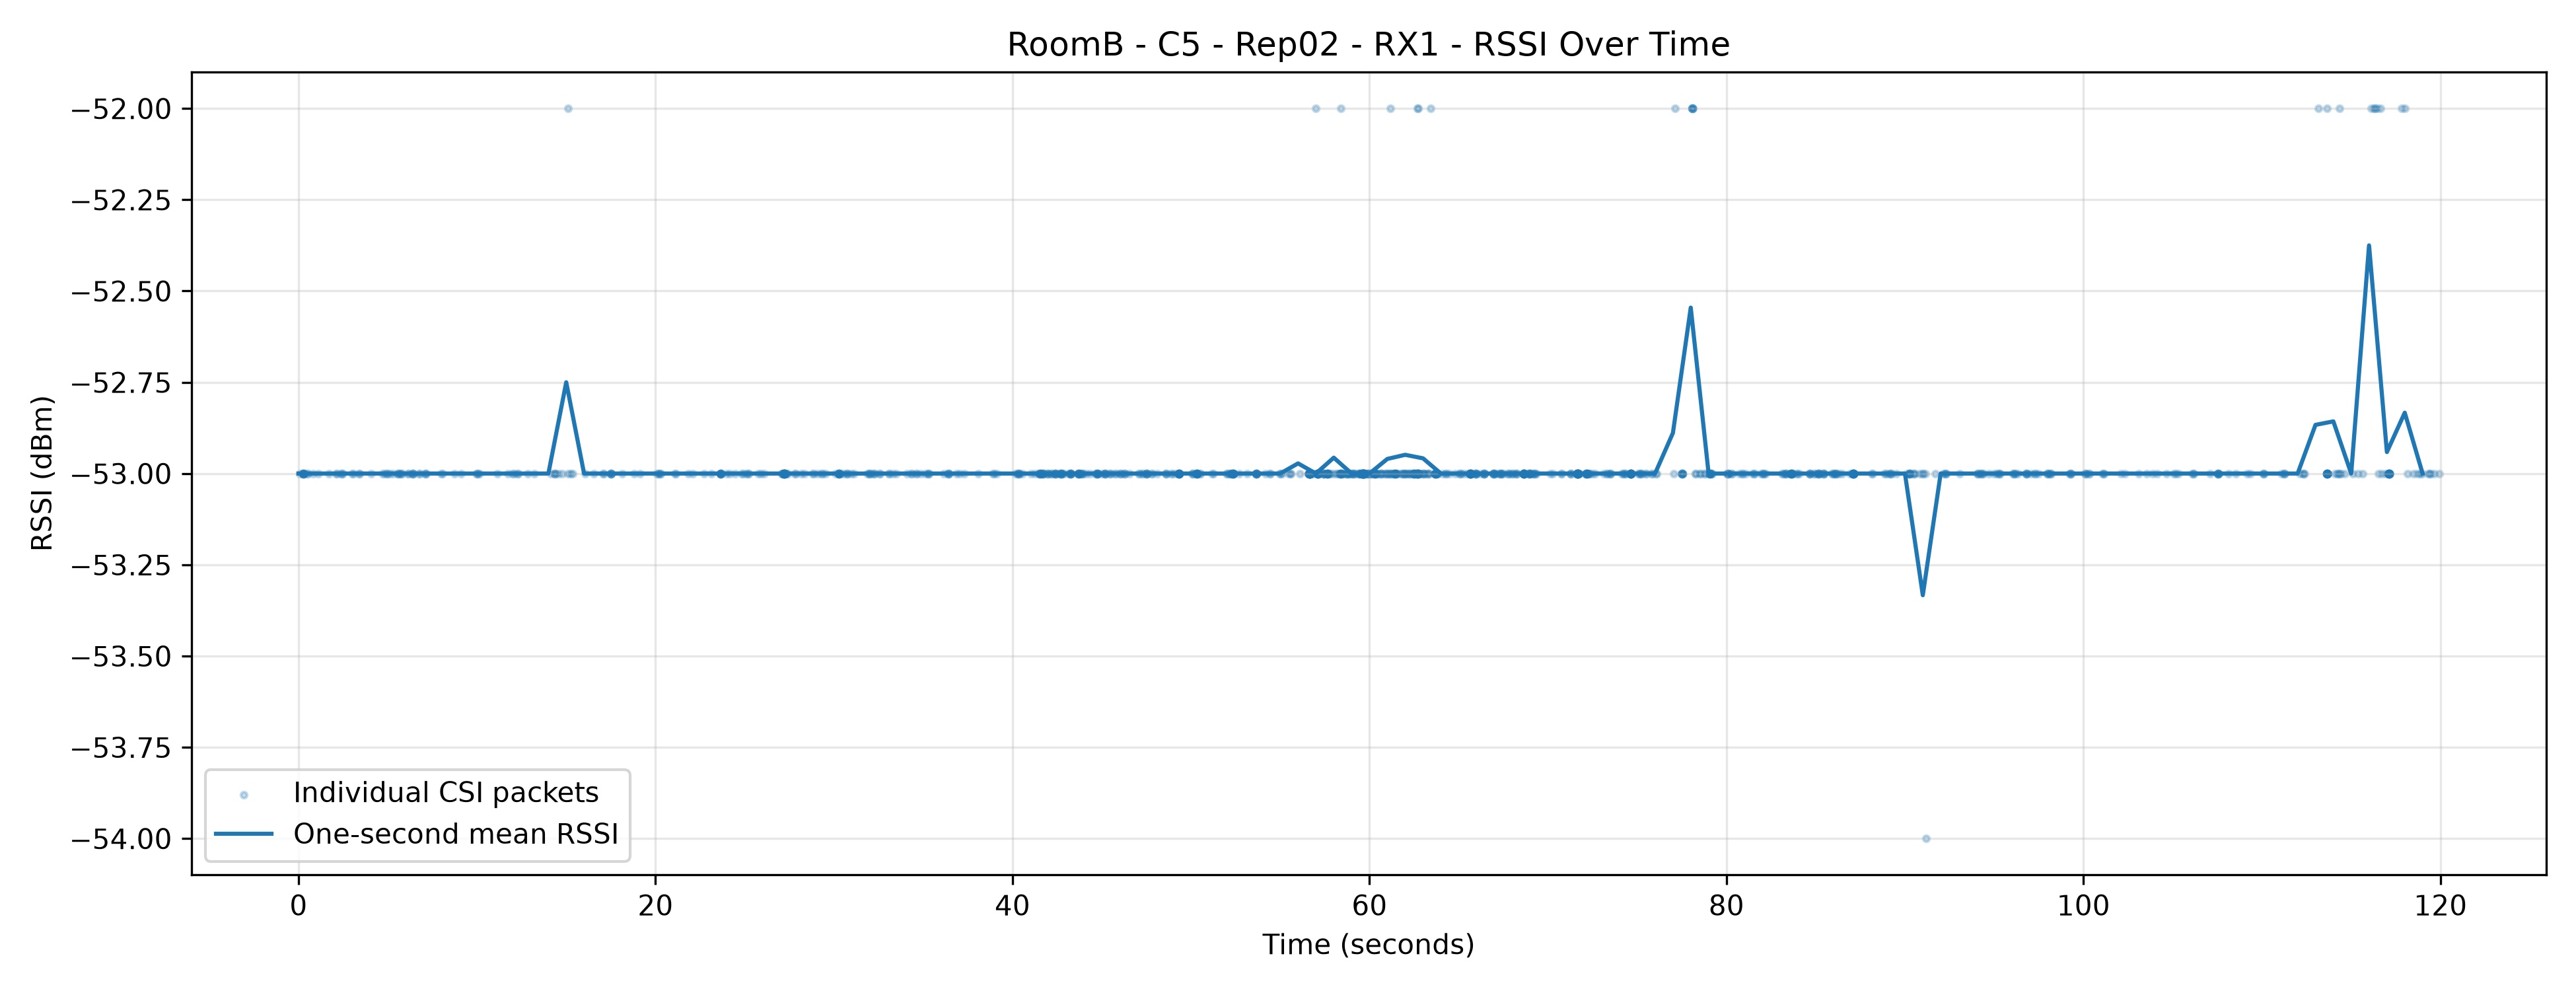 RoomB - C5 - Rep02 - RX1 - RSSI Over Time
RSSI (dBm)
−52.00
−52.25
−52.50
−52.75
−53.00
−53.25
−53.50
−53.75
−54.00
Individual CSI packets
One-second mean RSSI
0 20 40 60 80 100 120
Time (seconds)